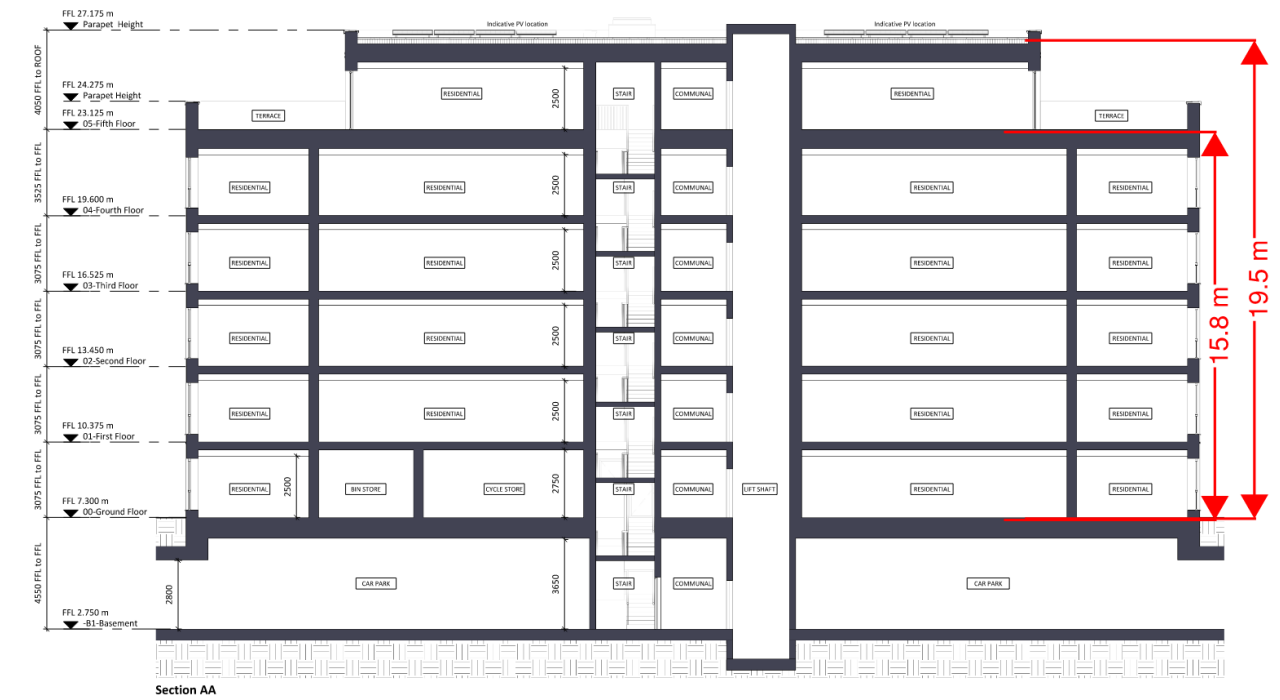 FFL 27.175 m
Parapet Height
Indicative PV location
Indicative PV location
4050 FFL to ROOF
RESIDENTIAL
2500
STAIR
COMMUNAL
RESIDENTIAL
FFL 24.275 m
Parapet Height
FFL 23.125 m
05-Fifth Floor
TERRACE
TERRACE
3525 FFL to FFL
RESIDENTIAL
RESIDENTIAL
2500
STAIR
COMMUNAL
RESIDENTIAL
RESIDENTIAL
FFL 19.600 m
04-Fourth Floor
3075 FFL to FFL
RESIDENTIAL
RESIDENTIAL
2500
STAIR
COMMUNAL
RESIDENTIAL
RESIDENTIAL
19.5 m
FFL 16.525 m
03-Third Floor
3075 FFL to FFL
RESIDENTIAL
RESIDENTIAL
2500
STAIR
COMMUNAL
RESIDENTIAL
RESIDENTIAL
15.8 m
FFL 13.450 m
02-Second Floor
3075 FFL to FFL
RESIDENTIAL
RESIDENTIAL
2500
STAIR
COMMUNAL
RESIDENTIAL
RESIDENTIAL
FFL 10.375 m
01-First Floor
3075 FFL to FFL
RESIDENTIAL
2500
BIN STORE
CYCLE STORE
2750
STAIR
COMMUNAL
LIFT SHAFT
RESIDENTIAL
RESIDENTIAL
FFL 7.300 m
00-Ground Floor
4550 FFL to FFL
2800
CAR PARK
3650
STAIR
COMMUNAL
CAR PARK
FFL 2.750 m
-B1-Basement
Section AA